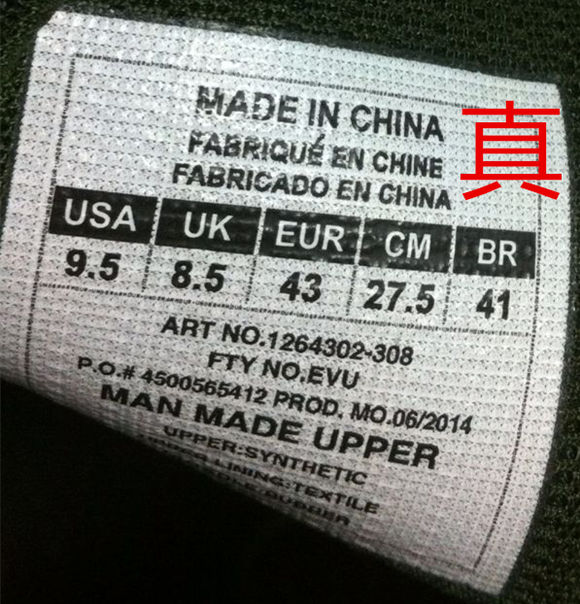 MADE IN CHINA
真
FABRIQUÉ EN CHINE
FABRICADO EN CHINA
USA UK EUR CM BR
9.5 8.5 43 27.5 41
ART NO.1264302-308
FTY NO.EVU
P.O.# 4500565412 PROD. MO.06/2014
MAN MADE UPPER
UPPER:SYNTHETIC
LINING:TEXTILE
RUBBER